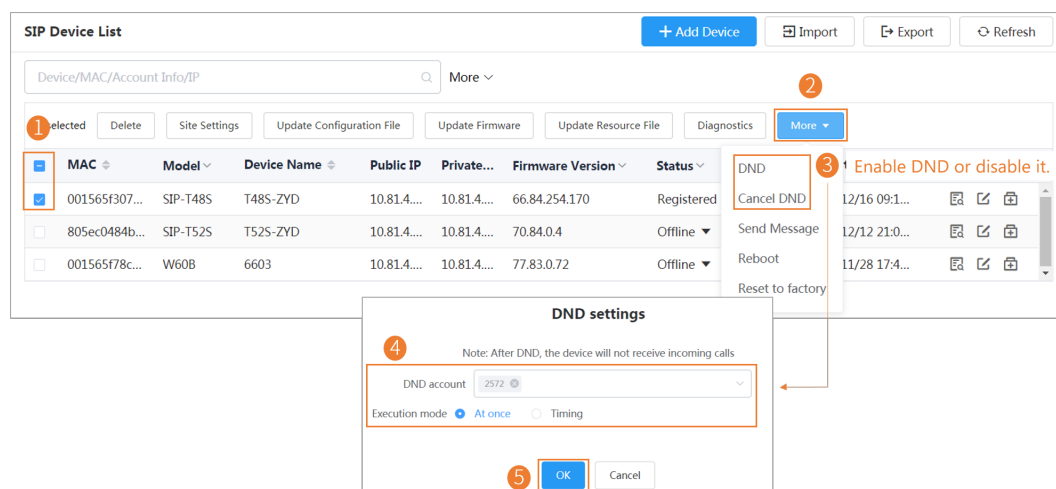 SIP Device List
+ Add Device
Import
Export
Refresh
Device/MAC/Account Info/IP
More
2
1
selected
Delete
Site Settings
Update Configuration File
Update Firmware
Update Resource File
Diagnostics
More
MAC Model Device Name Public IP Private... Firmware Version Status
DND
3 Enable DND or disable it.
001565f307... SIP-T48S T48S-ZYD 10.81.4.... 10.81.4.... 66.84.254.170 Registered
Cancel DND
12/16 09:1...
805ec0484b... SIP-T52S T52S-ZYD 10.81.4.... 10.81.4.... 70.84.0.4 Offline
Send Message
12/12 21:0...
001565f78c... W60B 6603 10.81.4.... 10.81.4.... 77.83.0.72 Offline
Reboot
11/28 17:4...
Reset to factory
DND settings
4
Note: After DND, the device will not receive incoming calls
DND account 2572
Execution mode At once Timing
5
OK
Cancel